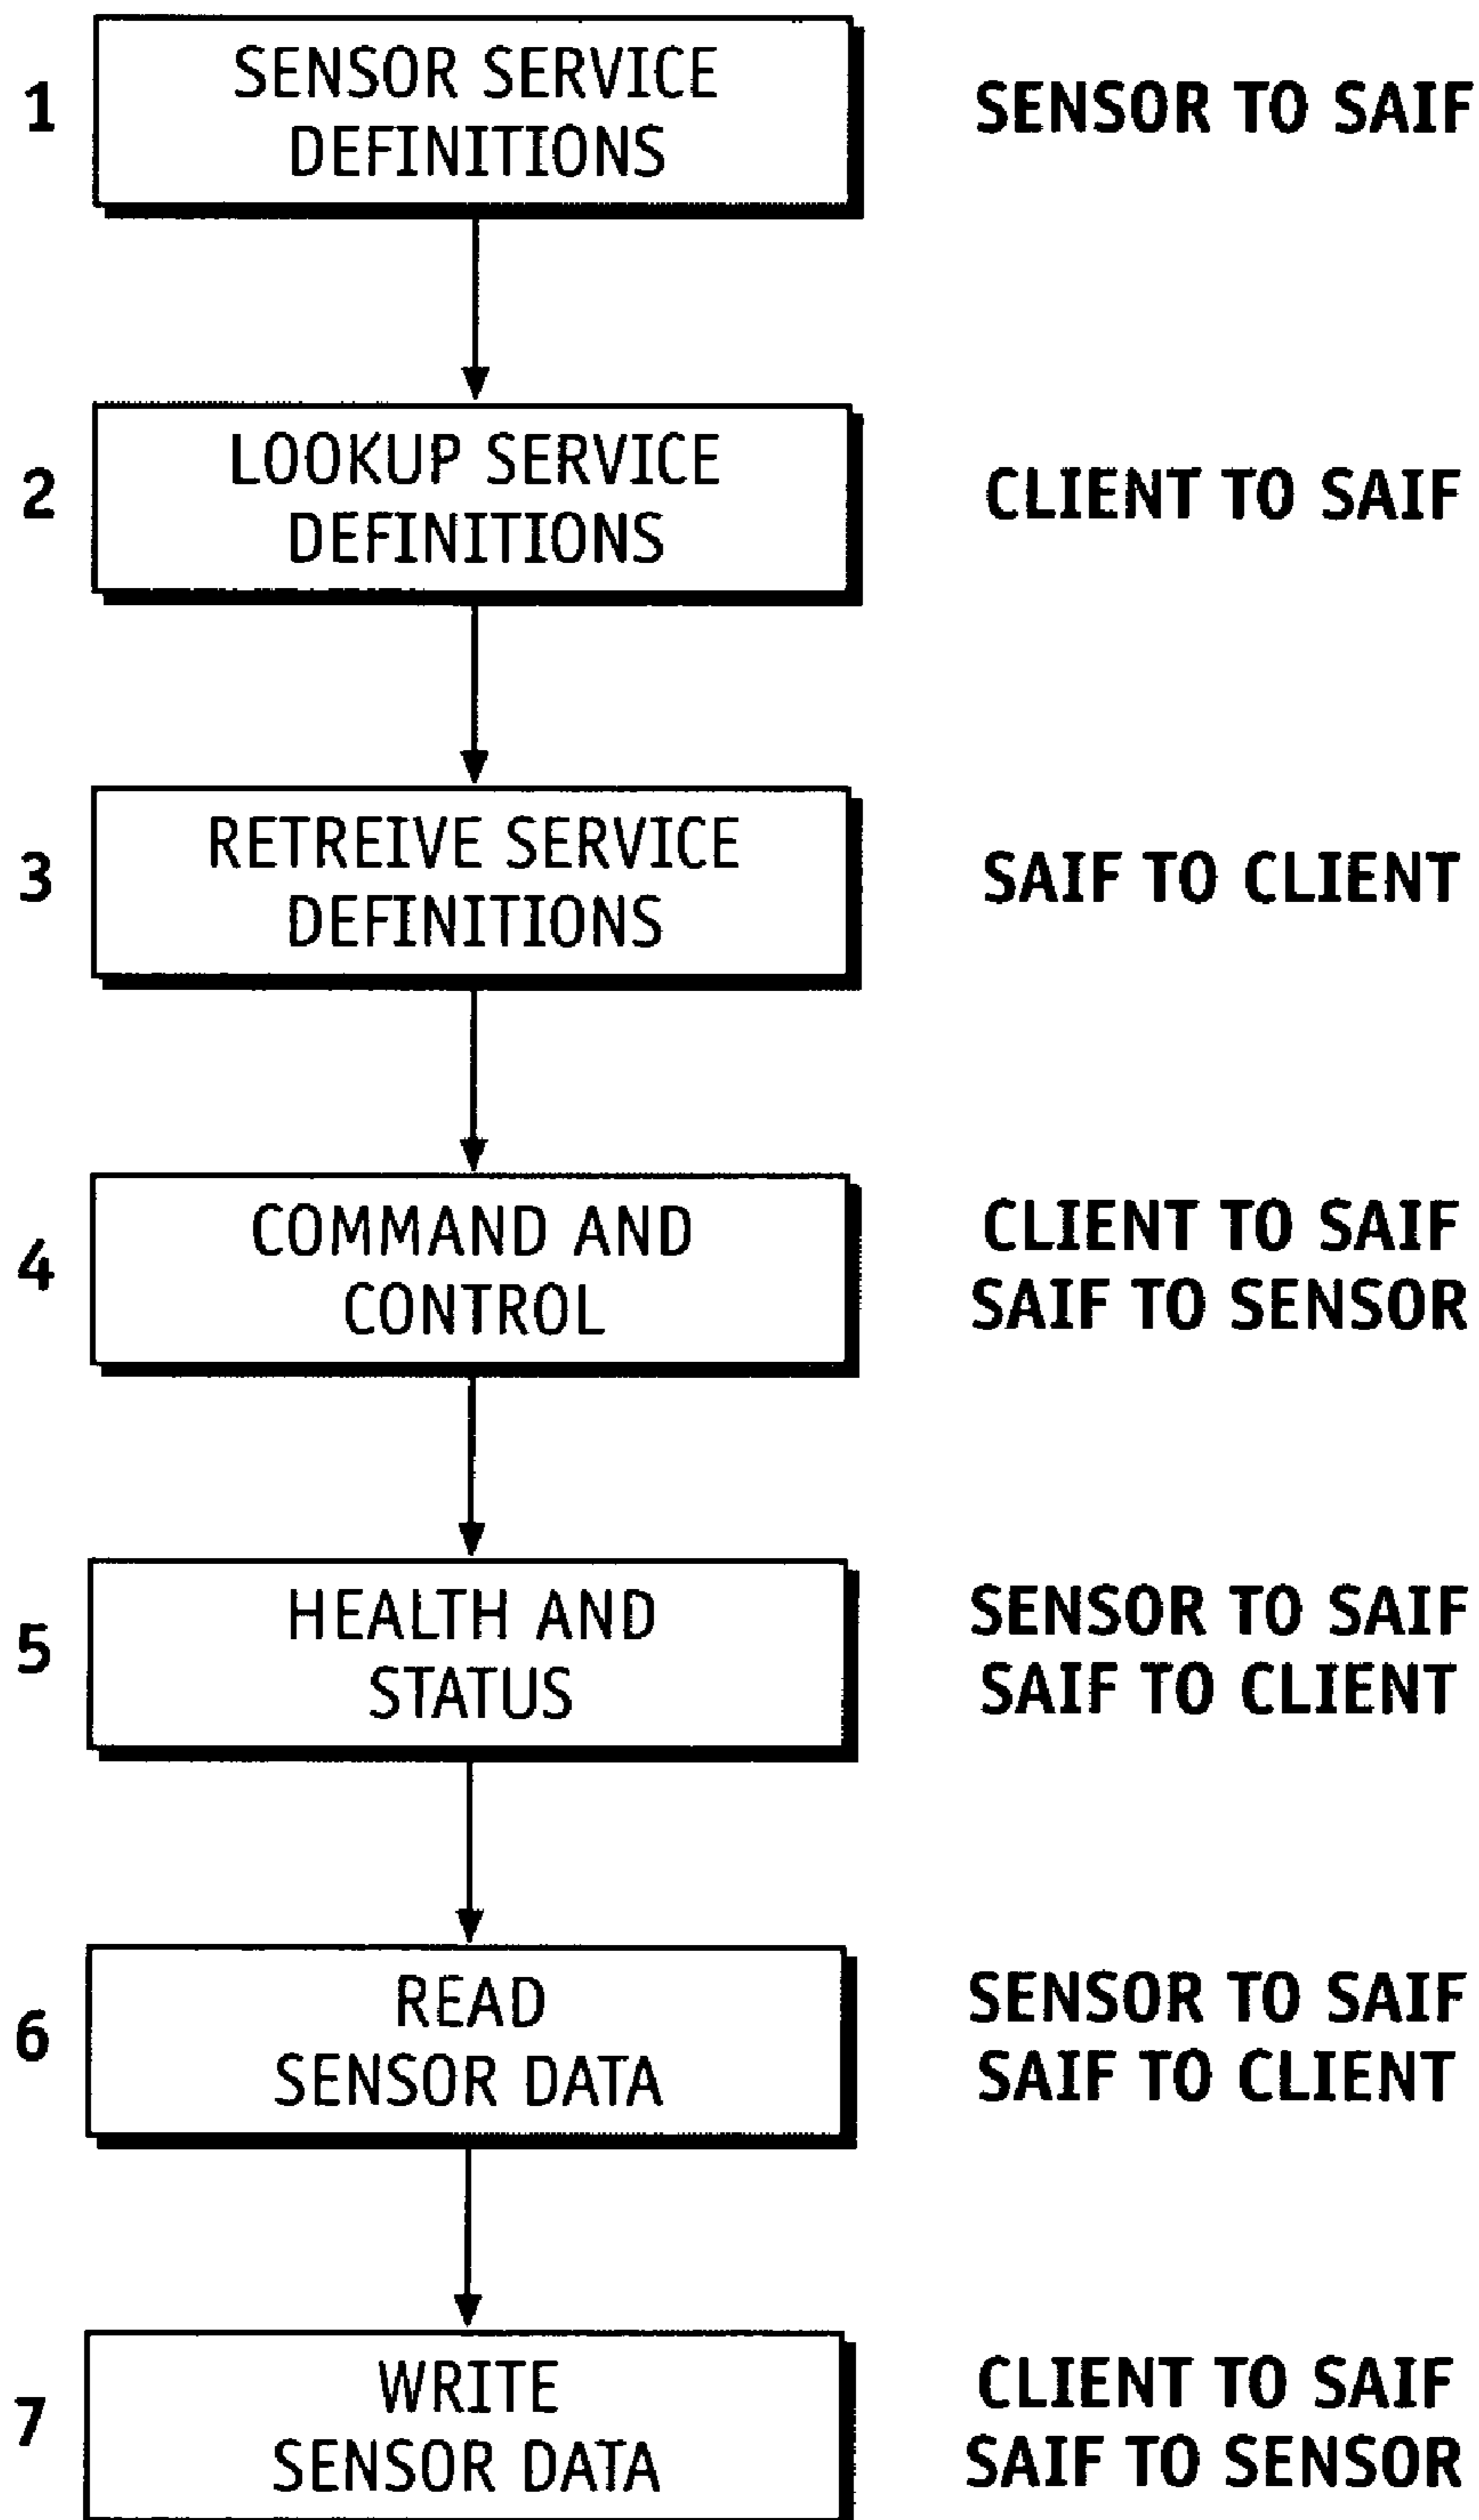 1
SENSOR SERVICE
DEFINITIONS
SENSOR TO SAIF
2
LOOKUP SERVICE
DEFINITIONS
CLIENT TO SAIF
3
RETREIVE SERVICE
DEFINITIONS
SAIF TO CLIENT
4
COMMAND AND
CONTROL
CLIENT TO SAIF
SAIF TO SENSOR
5
HEALTH AND
STATUS
SENSOR TO SAIF
SAIF TO CLIENT
6
READ
SENSOR DATA
SENSOR TO SAIF
SAIF TO CLIENT
7
WRITE
SENSOR DATA
CLIENT TO SAIF
SAIF TO SENSOR